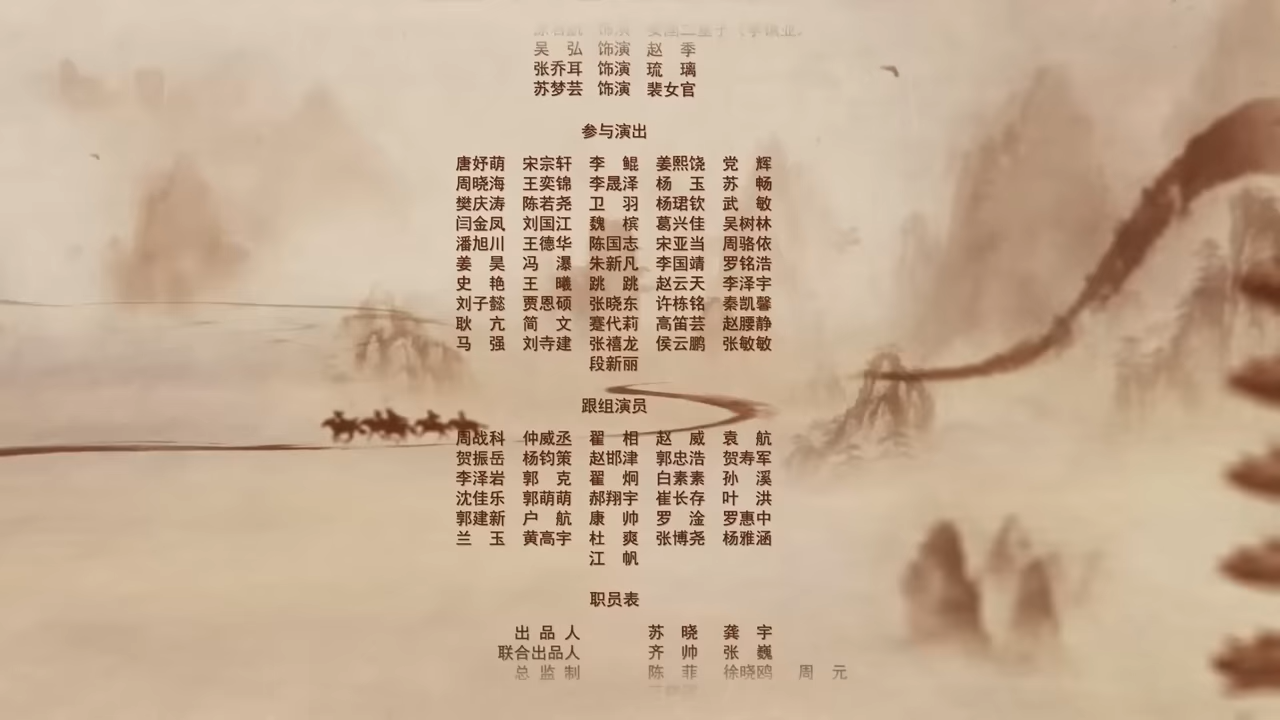 吴 弘 饰演 赵 季
张乔耳 饰演 琉 璃
苏梦芸 饰演 裴女官
参与演出
唐妤萌 宋宗轩 李 鲲 姜熙饶 党 辉
周晓海 王奕锦 李晟泽 杨 玉 苏 畅
樊庆涛 陈若尧 卫 羽 杨珺钦 武 敏
闫金凤 刘国江 魏 槟 葛兴佳 吴树林
潘旭川 王德华 陈国志 宋亚当 周骆依
姜 昊 冯 瀑 朱新凡 李国靖 罗铭浩
史 艳 王 曦 跳 跳 赵云天 李泽宇
刘子懿 贾恩硕 张晓东 许栋铭 秦凯馨
耿 亢 简 文 蹇代莉 高笛芸 赵腰静
马 强 刘寺建 张禧龙 侯云鹏 张敏敏
段新丽
跟组演员
周战科 仲威丞 翟 相 赵 威 袁 航
贺振岳 杨钧策 赵邯津 郭忠浩 贺寿军
李泽岩 郭 克 翟 炯 白素素 孙 溪
沈佳乐 郭萌萌 郝翔宇 崔长存 叶 洪
郭建新 户 航 康 帅 罗 淦 罗惠中
兰 玉 黄高宇 杜 爽 张博尧 杨雅涵
江 帆
职员表
出 品 人 苏 晓 龚 宇
联合出品人 齐 帅 张 巍
总 监 制 陈 菲 徐晓鸥 周 元